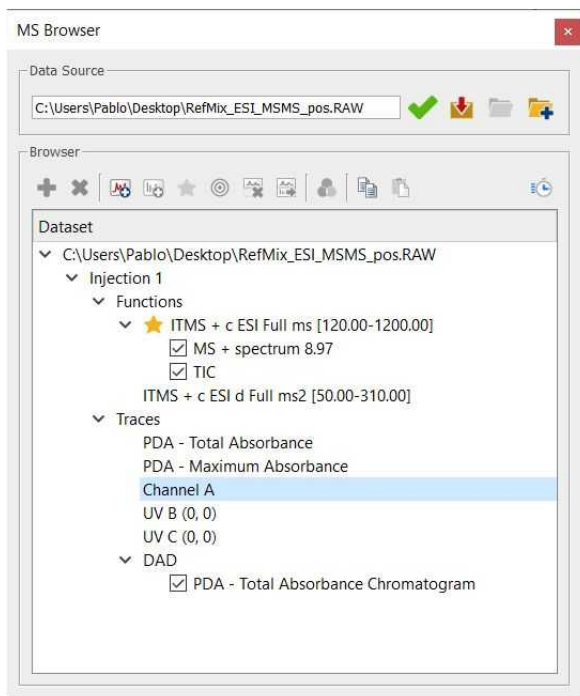 MS Browser
Data Source
C:\Users\Pablo\Desktop\RefMix_ESI_MSMS_pos.RAW
Browser
Dataset
C:\Users\Pablo\Desktop\RefMix_ESI_MSMS_pos.RAW
Injection 1
Functions
ITMS + c ESI Full ms [120.00-1200.00]
MS + spectrum 8.97
TIC
ITMS + c ESI d Full ms2 [50.00-310.00]
Traces
PDA - Total Absorbance
PDA - Maximum Absorbance
Channel A
UV B (0, 0)
UV C (0, 0)
DAD
PDA - Total Absorbance Chromatogram